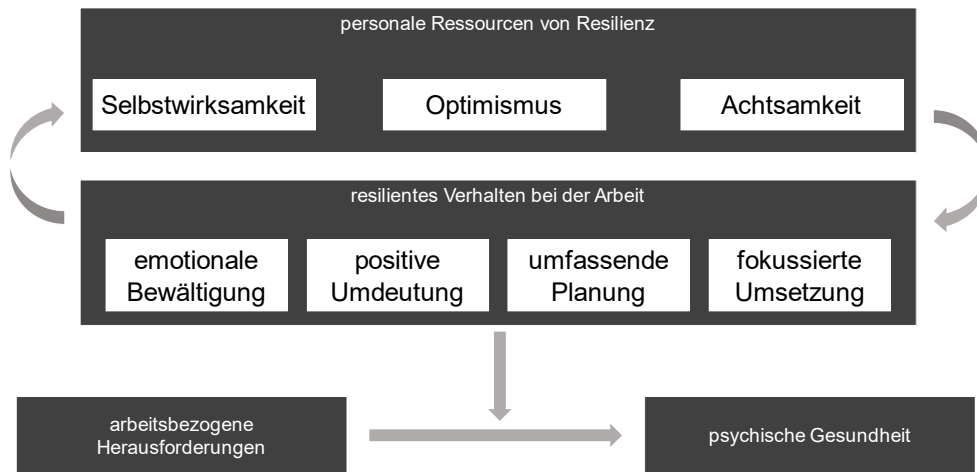 personale Ressourcen von Resilienz
Selbstwirksamkeit
Optimismus
Achtsamkeit
resilientes Verhalten bei der Arbeit
emotionale
Bewältigung
positive
Umdeutung
umfassende
Planung
fokussierte
Umsetzung
arbeitsbezogene
Herausforderungen
psychische Gesundheit